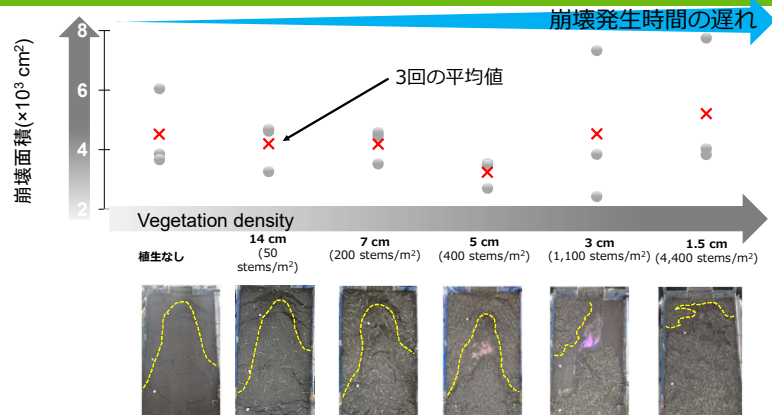 崩壊発生時間の遅れ
8
6
4
2
崩壊面積(×10³ cm²)
3回の平均値
Vegetation density
植生なし
14 cm
(50
stems/m²)
7 cm
(200 stems/m²)
5 cm
(400 stems/m²)
3 cm
(1,100 stems/m²)
1.5 cm
(4,400 stems/m²)